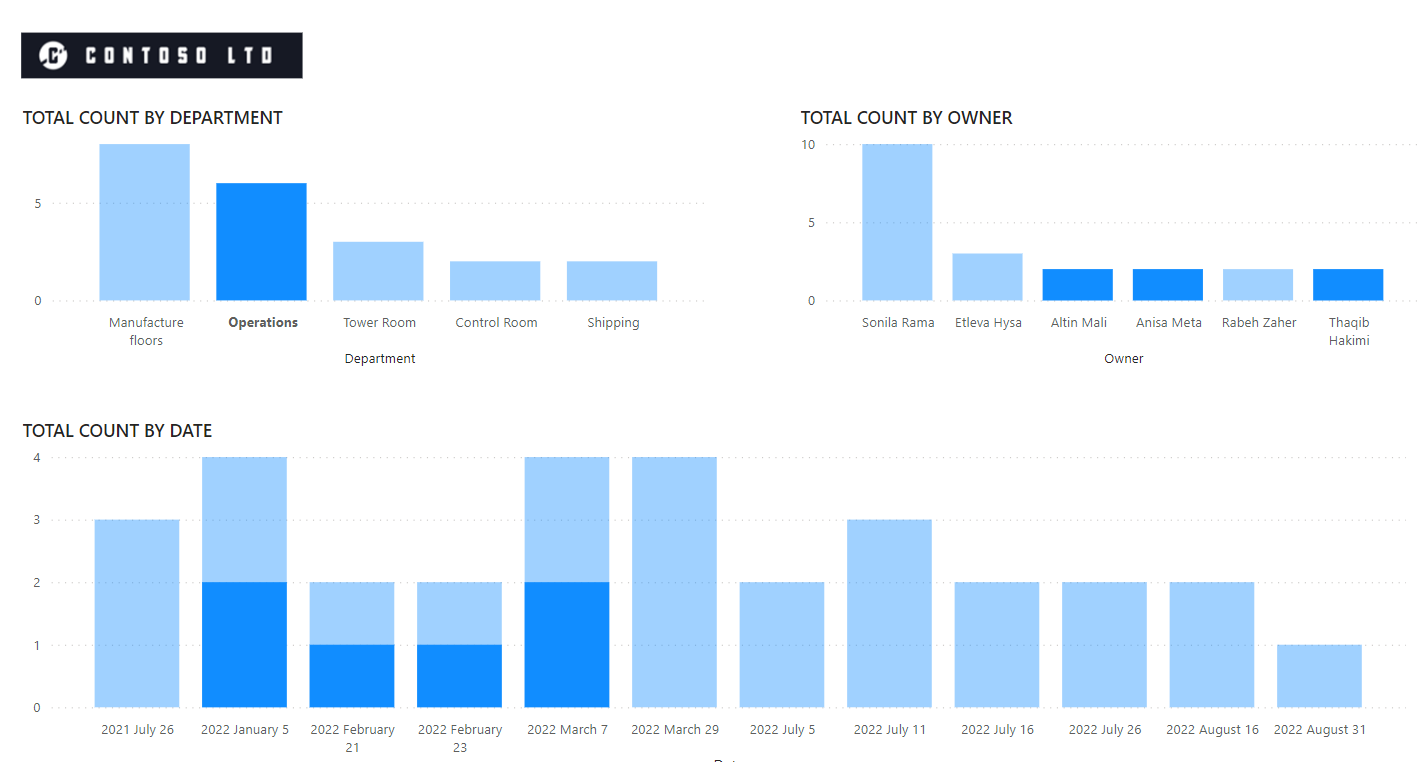 CONTOSO LTD
TOTAL COUNT BY DEPARTMENT
5
0
Manufacture
floors
Operations
Tower Room
Control Room
Shipping
Department
TOTAL COUNT BY OWNER
10
5
0
Sonila Rama
Etleva Hysa
Altin Mali
Anisa Meta
Rabeh Zaher
Thaqib
Hakimi
Owner
TOTAL COUNT BY DATE
4
3
2
1
0
2021 July 26
2022 January 5
2022 February
21
2022 February
23
2022 March 7
2022 March 29
2022 July 5
2022 July 11
2022 July 16
2022 July 26
2022 August 16
2022 August 31